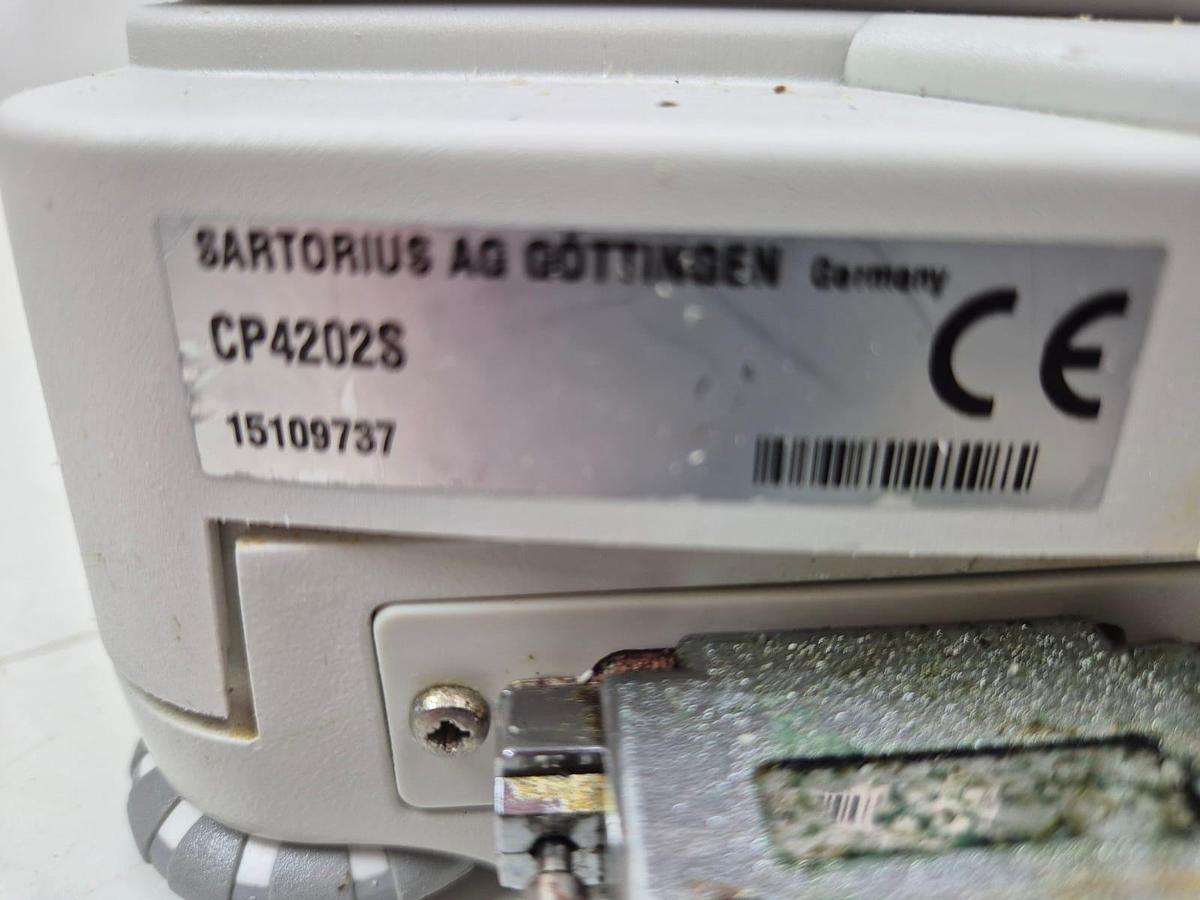 SARTORIUS AG GÖTTINGEN Germany
CP4202S
CE
15109737